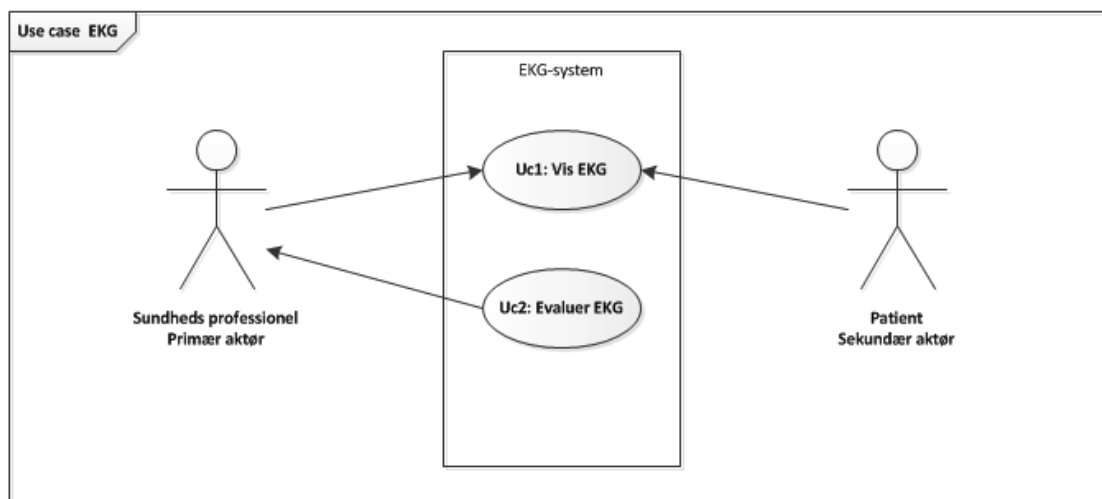 Use case EKG
EKG-system
Uc1: Vis EKG
Uc2: Evaluer EKG
Sundheds professionel
Primær aktør
Patient
Sekundær aktør